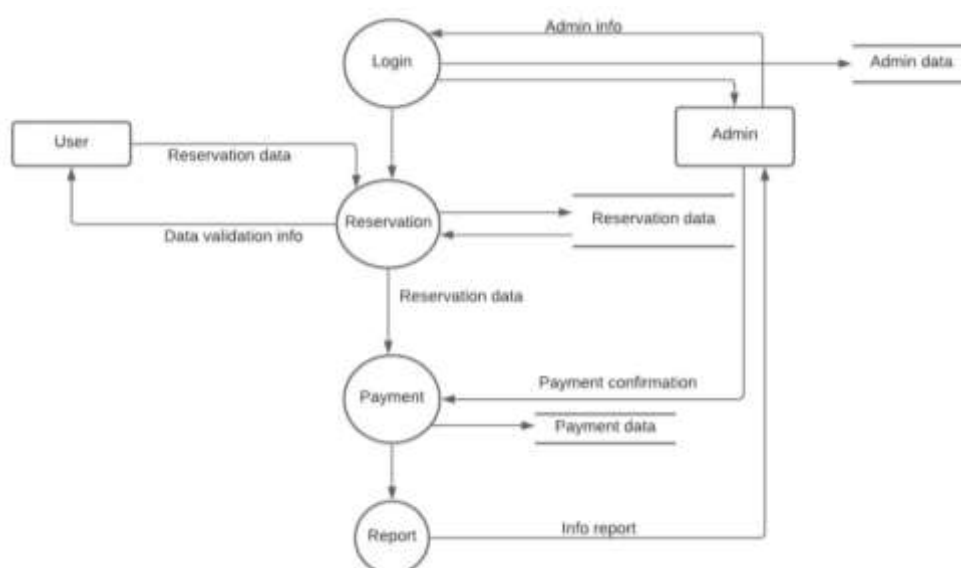 Admin info
Login
Admin data
Admin
User
Reservation data
Reservation
Reservation data
Data validation info
Reservation data
Payment confirmation
Payment
Payment data
Info report
Report